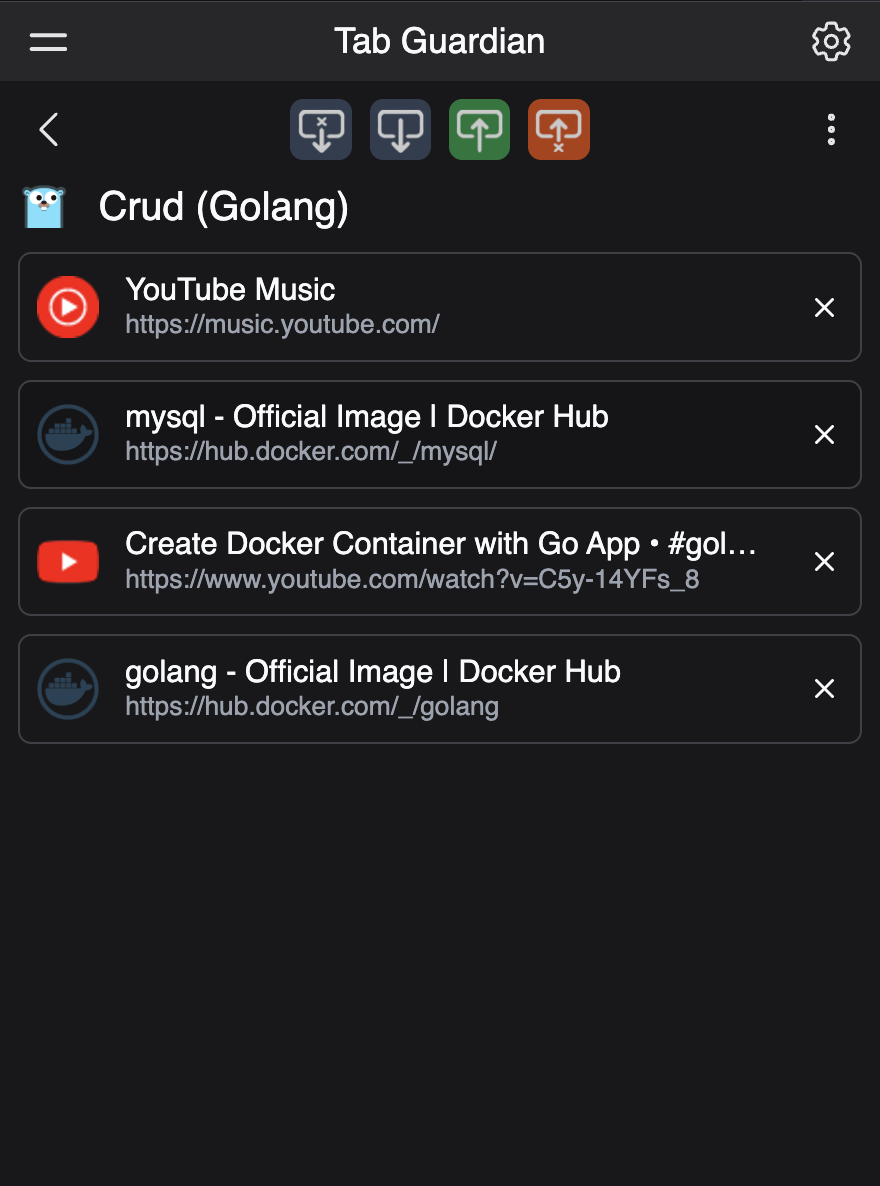 Tab Guardian
Crud (Golang)
YouTube Music
https://music.youtube.com/
mysql - Official Image | Docker Hub
https://hub.docker.com/_/mysql/
Create Docker Container with Go App • #gol…
https://www.youtube.com/watch?v=C5y-14YFs_8
golang - Official Image | Docker Hub
https://hub.docker.com/_/golang